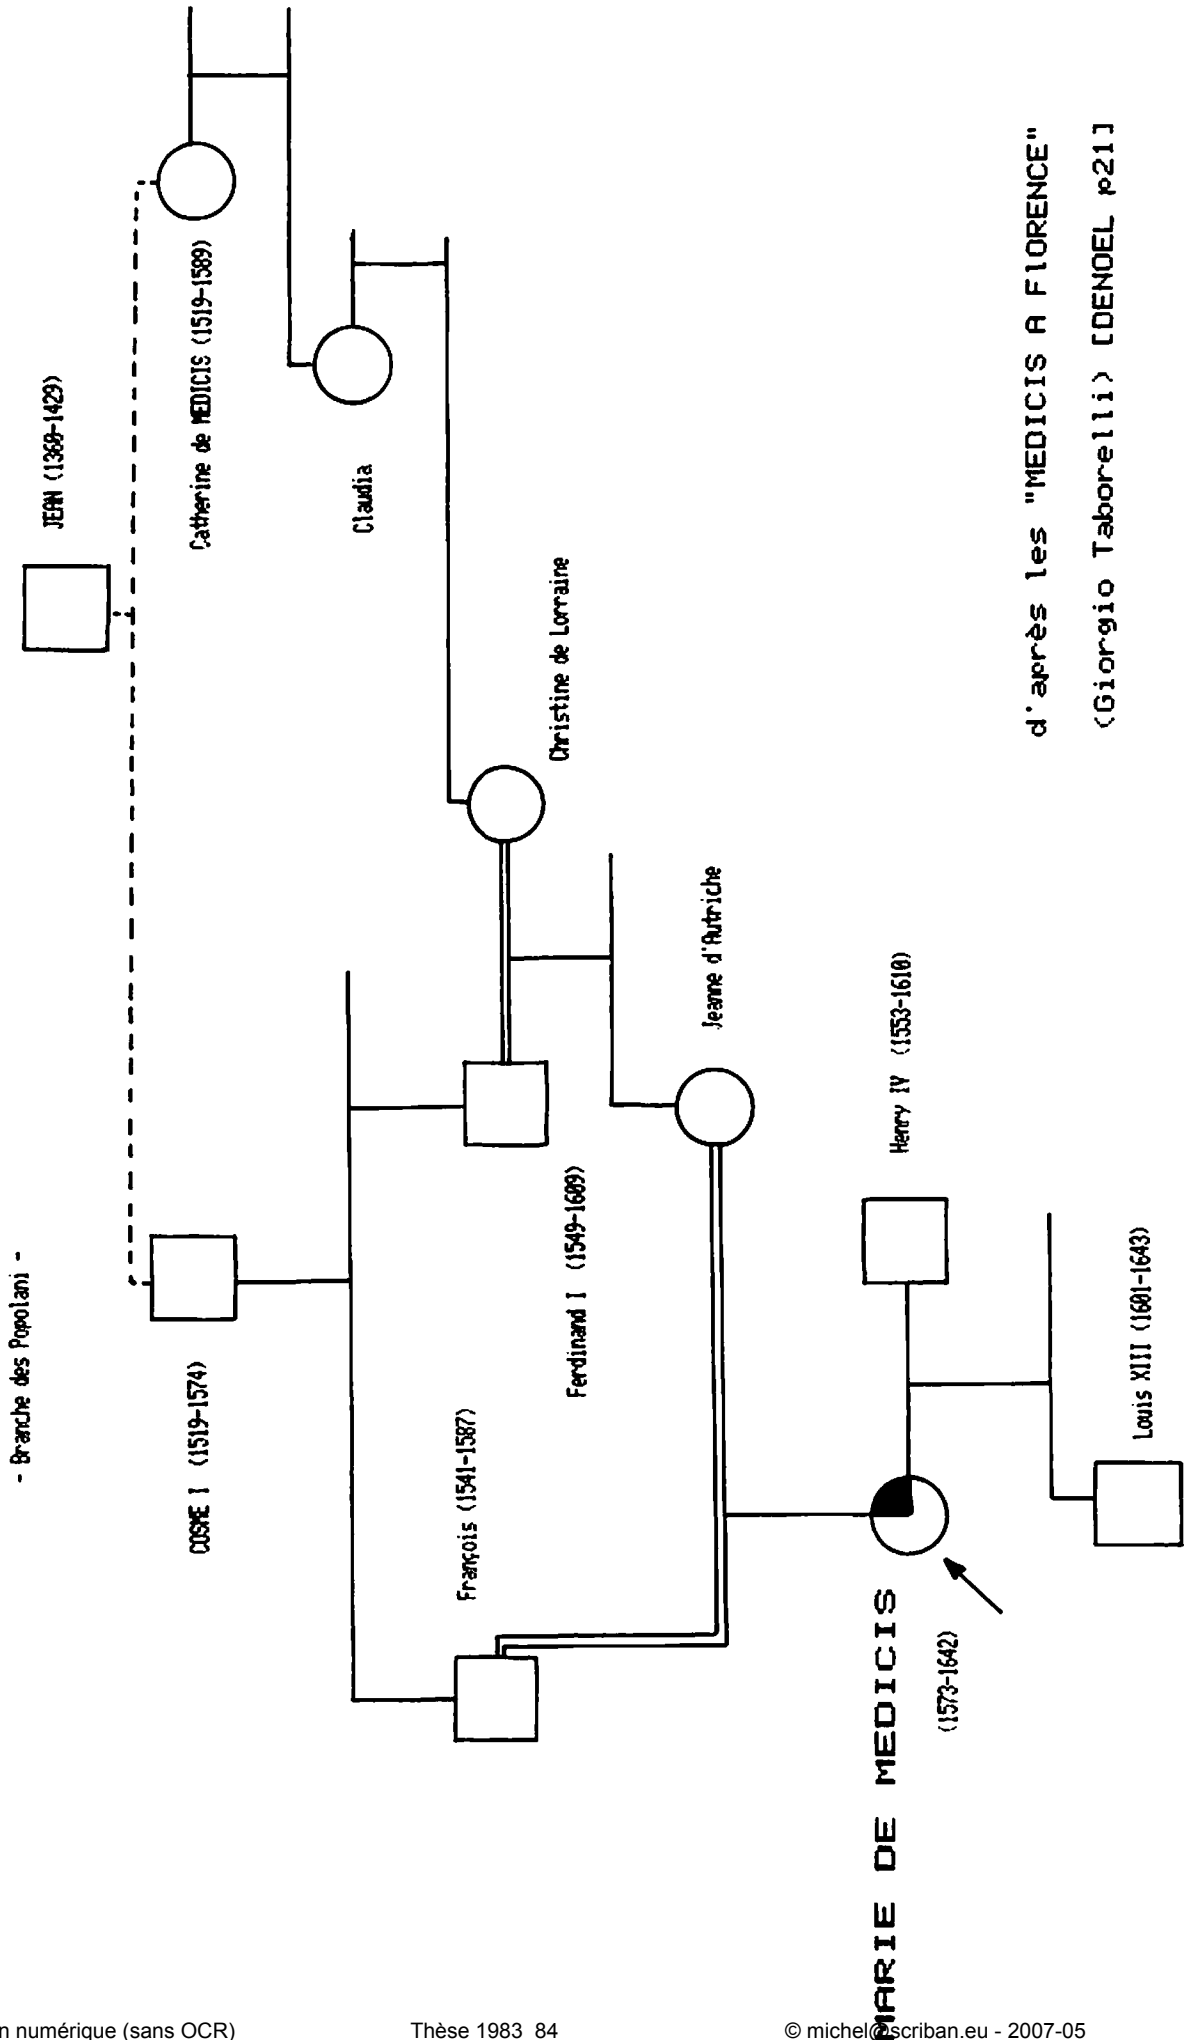 - Branche des Popolani -
JEAN (1360-1429)
COSME I (1519-1574)
Catherine de MEDICIS (1519-1589)
Claudia
François (1541-1587)
Ferdinand I (1549-1609)
Christine de Lorraine
Jeanne d'Autriche
MARIE DE MEDICIS
(1573-1642)
Henry IV (1553-1610)
Louis XIII (1601-1643)
d'après les "MEDICIS A FlORENCE"
(Giorgio Taborelli) [DENOEL p21]
n numérique (sans OCR) Thèse 1983 84 © michel@scriban.eu - 2007-05